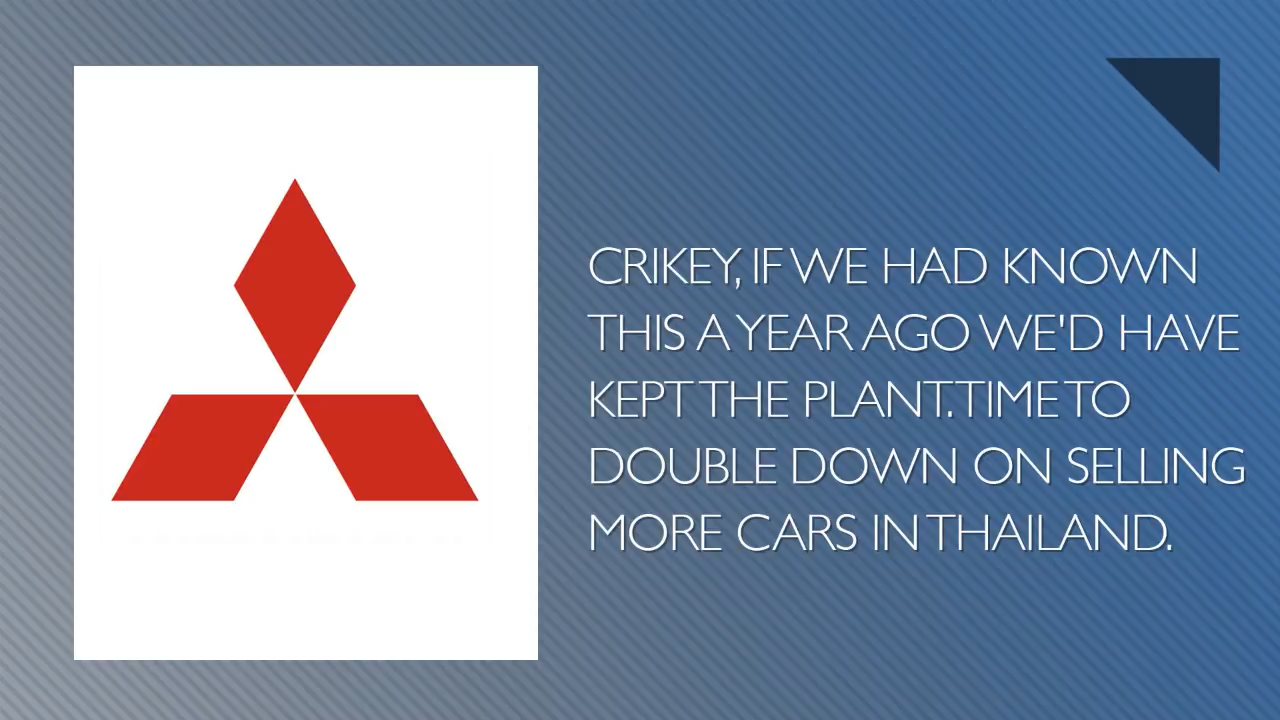 CRIKEY, IF WE HAD KNOWN
THIS A YEAR AGO WE'D HAVE
KEPT THE PLANT. TIME TO
DOUBLE DOWN ON SELLING
MORE CARS IN THAILAND.